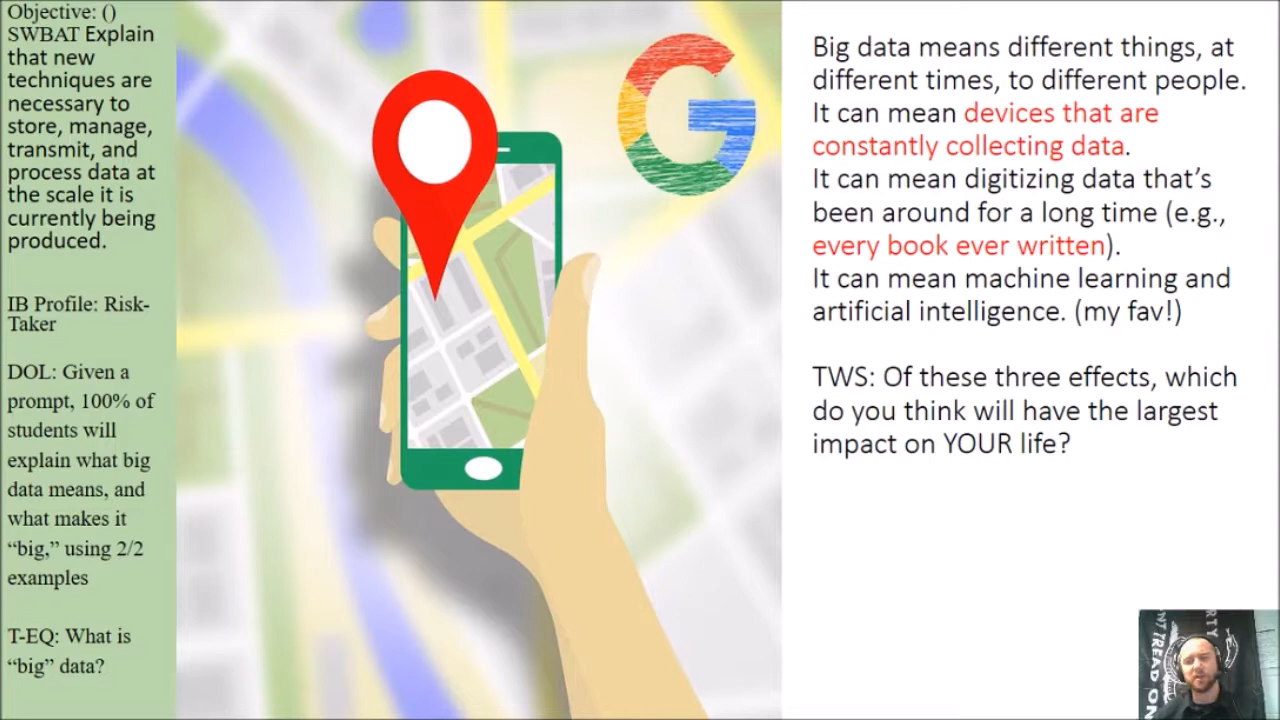 Objective: ()
SWBAT Explain
that new
techniques are
necessary to
store, manage,
transmit, and
process data at
the scale it is
currently being
produced.
IB Profile: Risk-
Taker
DOL: Given a
prompt, 100% of
students will
explain what big
data means, and
what makes it
“big,” using 2/2
examples
T-EQ: What is
“big” data?
G
Big data means different things, at
different times, to different people.
It can mean devices that are
constantly collecting data.
It can mean digitizing data that’s
been around for a long time (e.g.,
every book ever written).
It can mean machine learning and
artificial intelligence. (my fav!)
TWS: Of these three effects, which
do you think will have the largest
impact on YOUR life?
TREAD ON